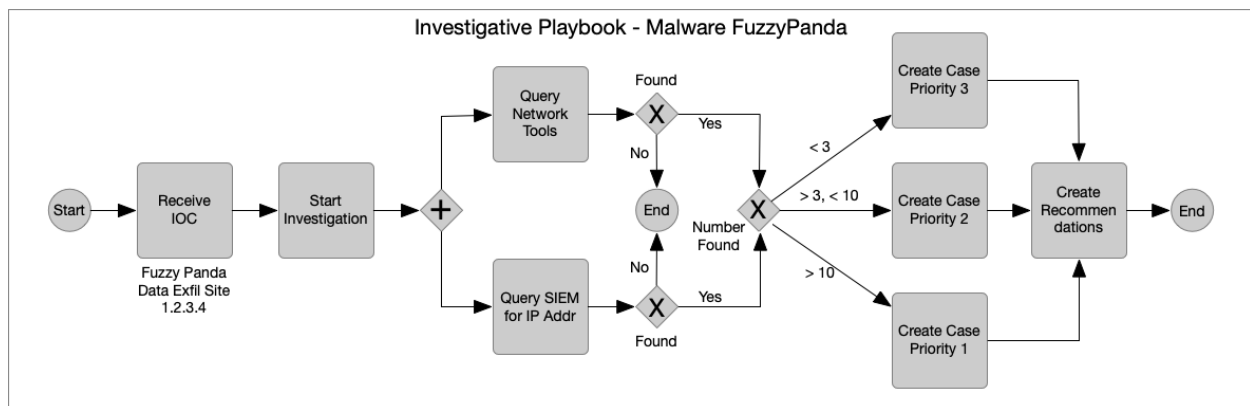 Investigative Playbook - Malware FuzzyPanda
Start
Receive
IOC
Fuzzy Panda
Data Exfil Site
1.2.3.4
Start
Investigation
+
Query
Network
Tools
Found
X
Yes
No
End
No
Query SIEM
for IP Addr
X
Yes
Found
X
Number
Found
< 3
> 3, < 10
> 10
Create Case
Priority 3
Create Case
Priority 2
Create Case
Priority 1
Create
Recommen
dations
End